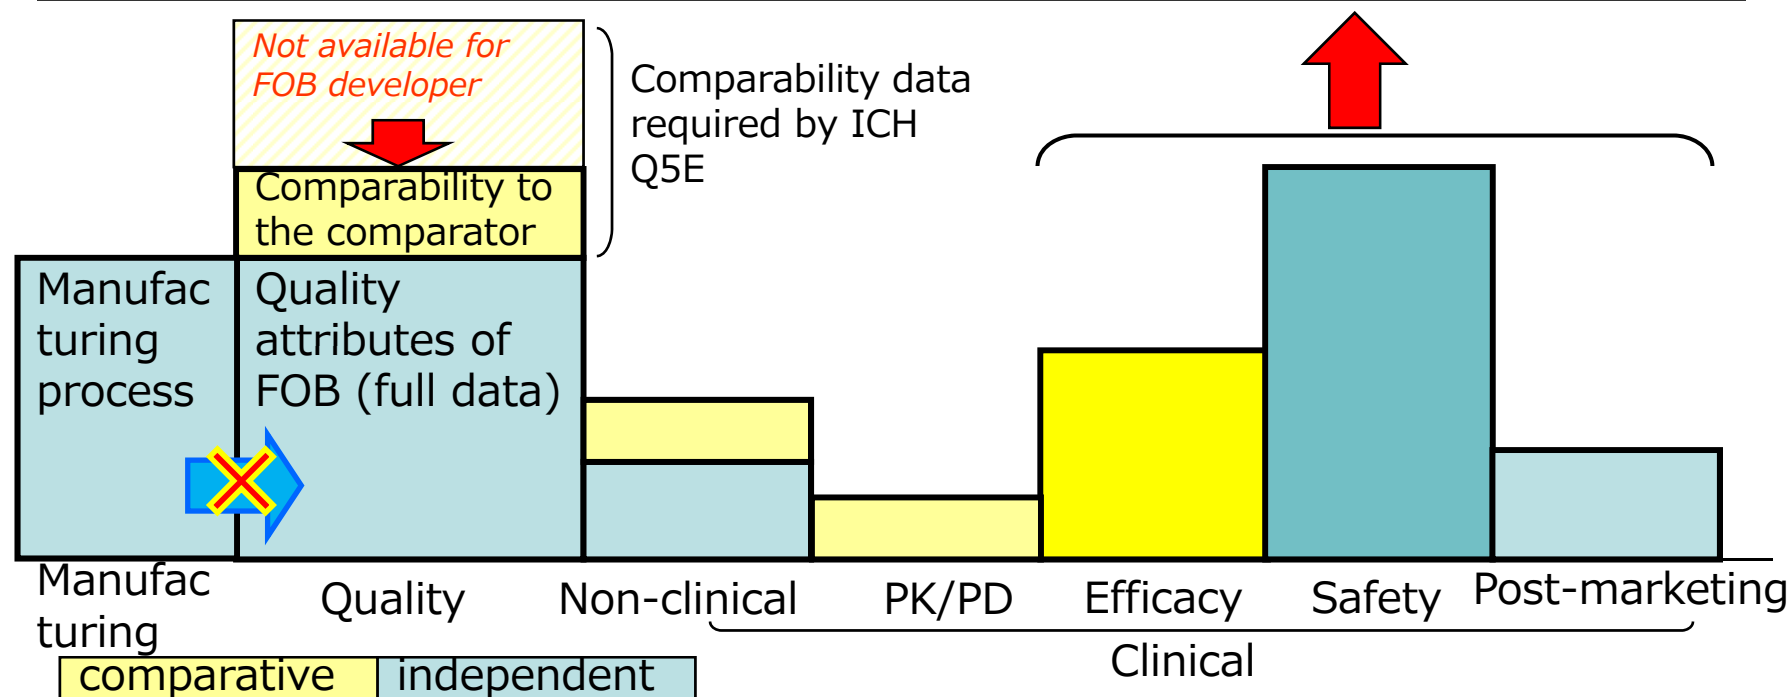 Not available for
FOB developer
Comparability data
required by ICH
Q5E
Comparability to
the comparator
Manufac
turing
process
Quality
attributes of
FOB (full data)
Manufac
turing
Quality
Non-clinical
PK/PD
Efficacy
Safety
Post-marketing
Clinical
comparative
independent